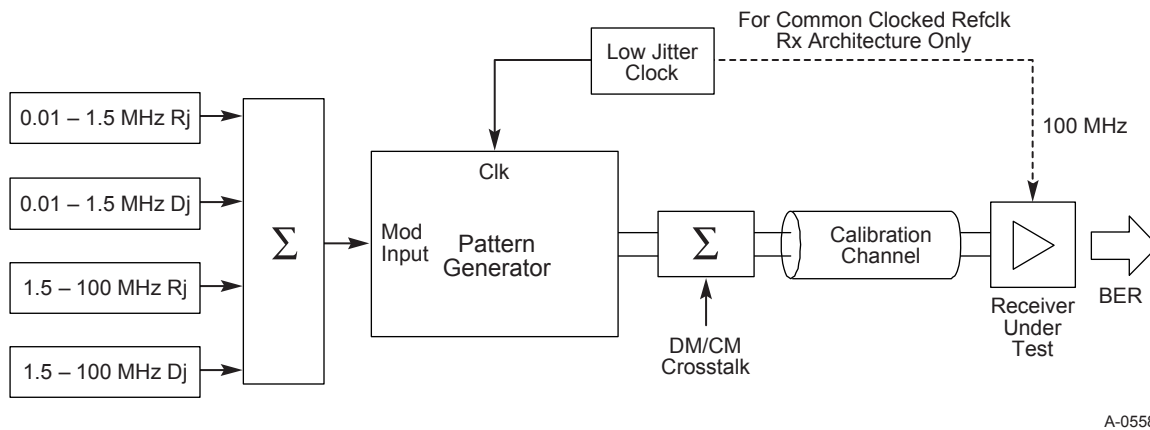 For Common Clocked Refclk
Rx Architecture Only
Low Jitter
Clock
0.01 – 1.5 MHz Rj
100 MHz
Clk
0.01 – 1.5 MHz Dj
Σ
Mod
Input
Pattern
Generator
Σ
Calibration
Channel
1.5 – 100 MHz Rj
BER
Receiver
Under
Test
DM/CM
Crosstalk
1.5 – 100 MHz Dj
A-0558